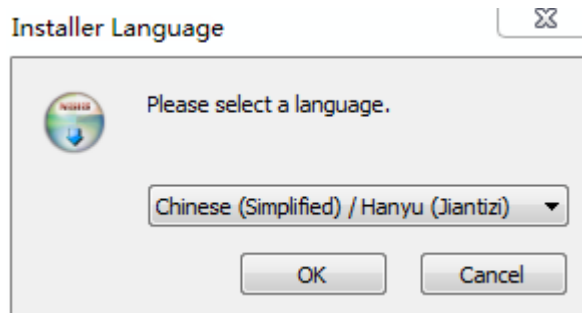 Installer Language
Please select a language.
Chinese (Simplified) / Hanyu (Jiantizi)
OK
Cancel